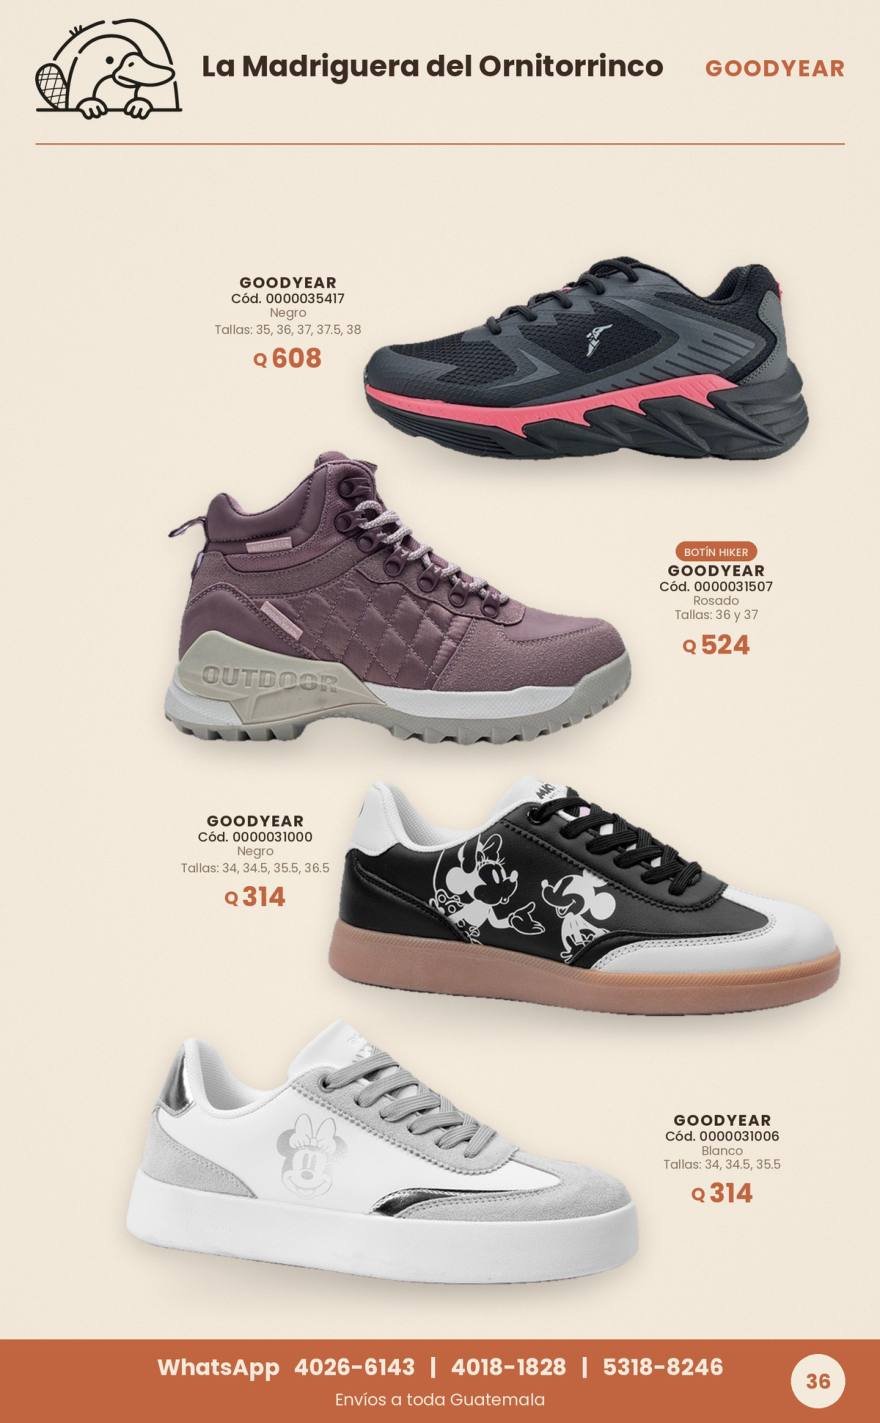 La Madriguera del Ornitorrinco
GOODYEAR
GOODYEAR
Cód. 0000035417
Negro
Tallas: 35, 36, 37, 37.5, 38
Q 608
BOTÍN HIKER
GOODYEAR
Cód. 0000031507
Rosado
Tallas: 36 y 37
Q 524
OUTDOOR
GOODYEAR
Cód. 0000031000
Negro
Tallas: 34, 34.5, 35.5, 36.5
Q 314
GOODYEAR
Cód. 0000031006
Blanco
Tallas: 34, 34.5, 35.5
Q 314
WhatsApp 4026-6143 | 4018-1828 | 5318-8246
Envíos a toda Guatemala
36